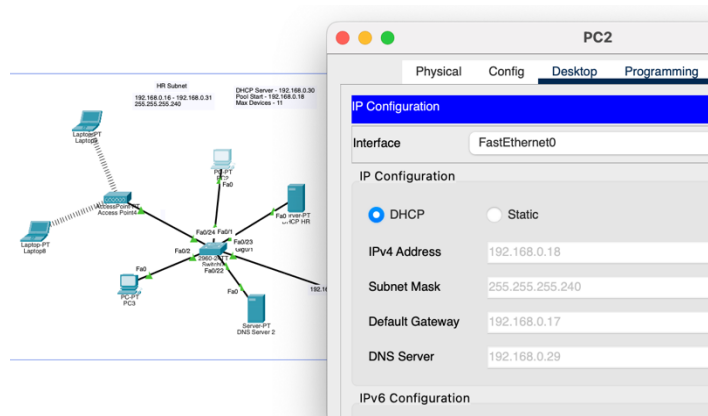 PC2
Physical Config Desktop Programming
IP Configuration
Interface FastEthernet0
IP Configuration
DHCP Static
IPv4 Address 192.168.0.18
Subnet Mask 255.255.255.240
Default Gateway 192.168.0.17
DNS Server 192.168.0.29
IPv6 Configuration
HR Subnet
192.168.0.16 - 192.168.0.31
255.255.255.240
DHCP Server - 192.168.0.30
Pool Start - 192.168.0.18
Max Devices - 11
Laptop-PT
AccessPoint-PT
Access Point4
Laptop-PT
Laptop8
Fa0
Fa0
Fa0/24 Fa0/1
Fa0/2
Fa0/23
2960-24TT
Fa0/22
Fa0
PC-PT
PC3
Fa0
Server-PT
DNS Server 2